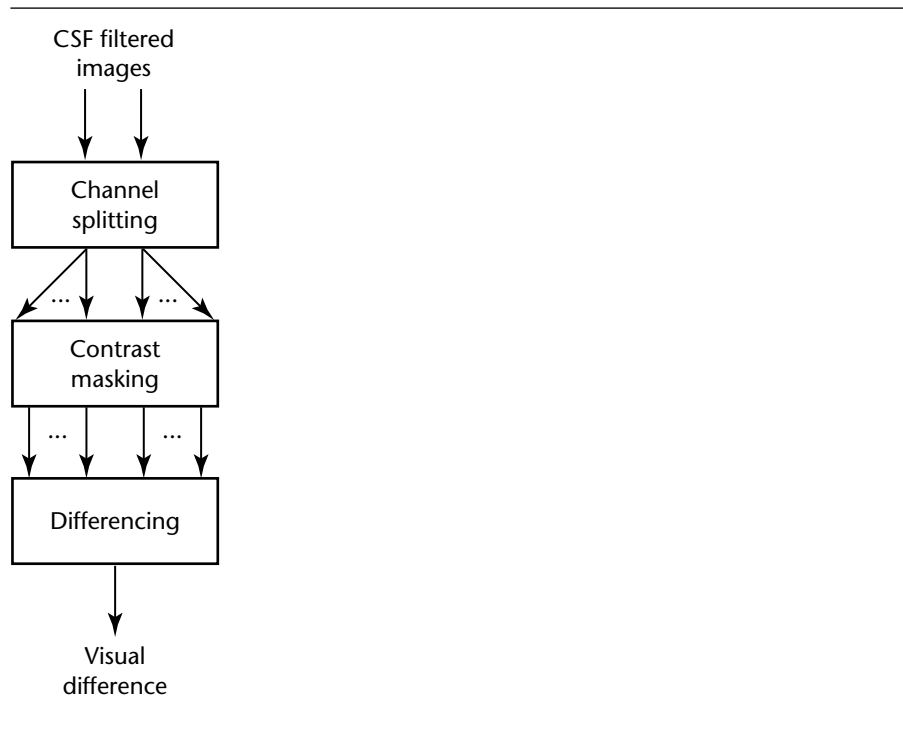 CSF filtered
images
Channel
splitting
... ...
Contrast
masking
... ...
Differencing
Visual
difference